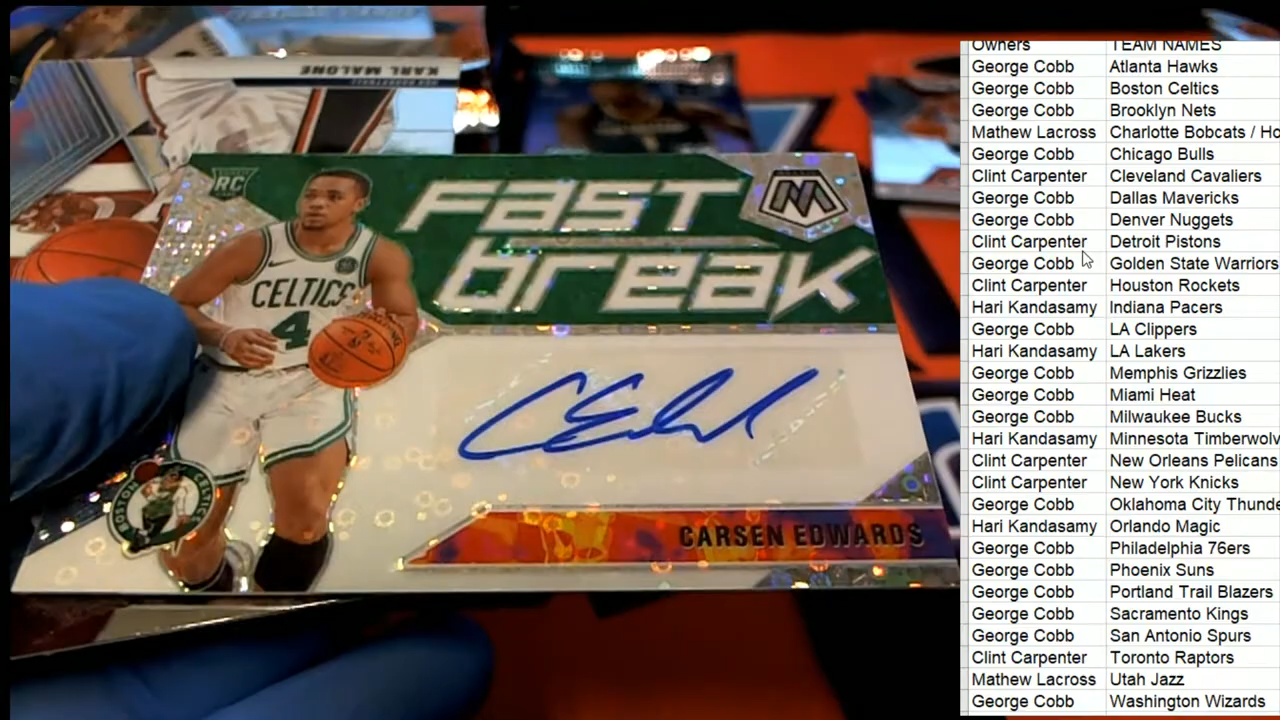 KARL MALONE
RC
Fast
break
M
CELTICS
4
BOSTON CELTICS
CARSEN EDWARDS
Owners TEAM NAMES
George Cobb Atlanta Hawks
George Cobb Boston Celtics
George Cobb Brooklyn Nets
Mathew Lacross Charlotte Bobcats / Ho
George Cobb Chicago Bulls
Clint Carpenter Cleveland Cavaliers
George Cobb Dallas Mavericks
George Cobb Denver Nuggets
Clint Carpenter Detroit Pistons
George Cobb Golden State Warriors
Clint Carpenter Houston Rockets
Hari Kandasamy Indiana Pacers
George Cobb LA Clippers
Hari Kandasamy LA Lakers
George Cobb Memphis Grizzlies
George Cobb Miami Heat
George Cobb Milwaukee Bucks
Hari Kandasamy Minnesota Timberwolv
Clint Carpenter New Orleans Pelicans
Clint Carpenter New York Knicks
George Cobb Oklahoma City Thunde
Hari Kandasamy Orlando Magic
George Cobb Philadelphia 76ers
George Cobb Phoenix Suns
George Cobb Portland Trail Blazers
George Cobb Sacramento Kings
George Cobb San Antonio Spurs
Clint Carpenter Toronto Raptors
Mathew Lacross Utah Jazz
George Cobb Washington Wizards